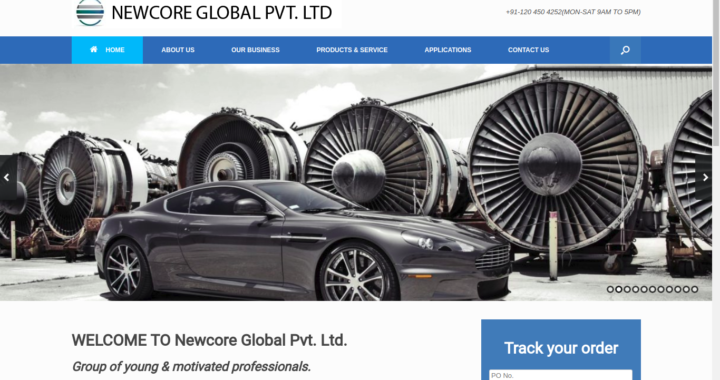 NEWCORE GLOBAL PVT. LTD
+91-120 450 4252(MON-SAT 9AM TO 5PM)
HOME ABOUT US OUR BUSINESS PRODUCTS & SERVICE APPLICATIONS CONTACT US
WELCOME TO Newcore Global Pvt. Ltd.
Group of young & motivated professionals.
Track your order
PO No.